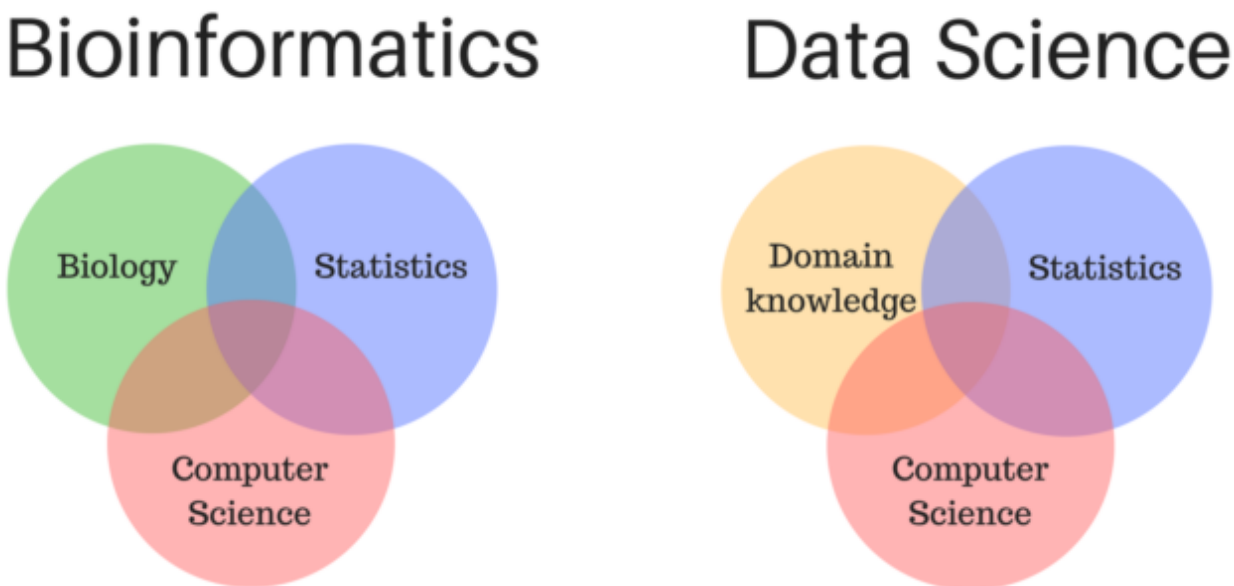 Bioinformatics
Biology
Statistics
Computer
Science
Data Science
Domain
knowledge
Statistics
Computer
Science